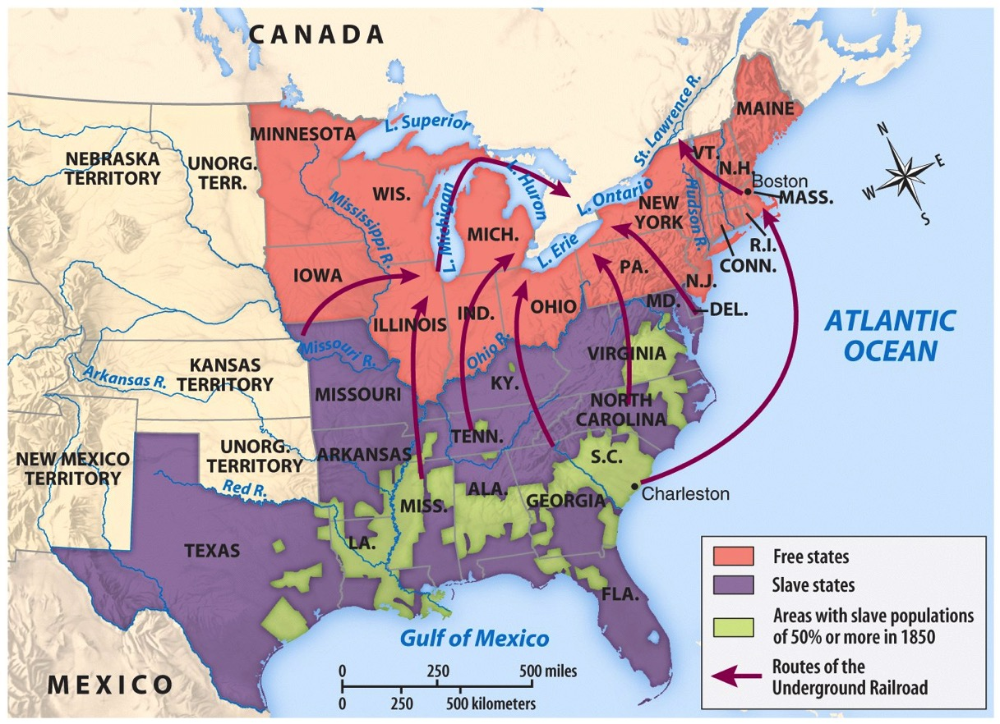 CANADA
MINNESOTA
L. Superior
St. Lawrence R.
MAINE
NEBRASKA
TERRITORY
UNORG.
TERR.
WIS.
Mississippi R.
L. Michigan
L. Huron
L. Ontario
VT.
N.H.
Boston
MASS.
NEW
YORK
Hudson R.
MICH.
L. Erie
R.I.
CONN.
IOWA
PA.
N.J.
ILLINOIS
IND.
OHIO
MD.
DEL.
N
E
W
S
ATLANTIC
OCEAN
Missouri R.
Ohio R.
Arkansas R.
KANSAS
TERRITORY
MISSOURI
KY.
VIRGINIA
NORTH
CAROLINA
NEW MEXICO
TERRITORY
UNORG.
TERRITORY
Red R.
ARKANSAS
TENN.
S.C.
MISS.
ALA.
GEORGIA
Charleston
TEXAS
LA.
FLA.
Gulf of Mexico
MEXICO
0 250 500 miles
0 250 500 kilometers
Free states
Slave states
Areas with slave populations
of 50% or more in 1850
Routes of the
Underground Railroad